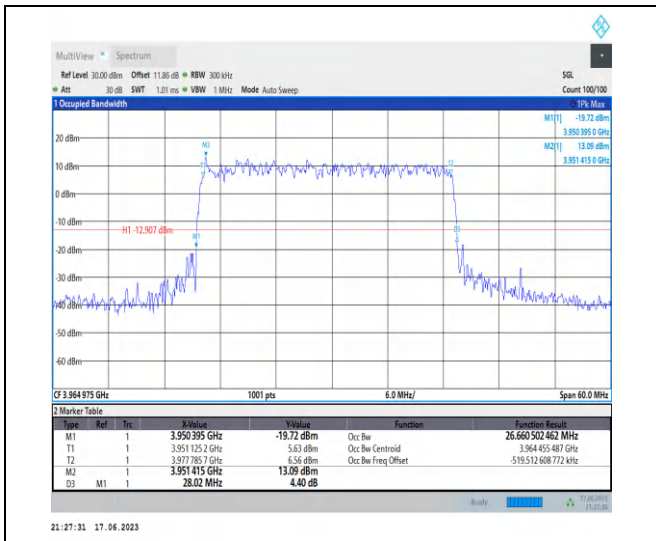 MultiView Spectrum
Ref Level 30.00 dBm Offset 11.86 dB RBW 300 kHz SGL
Att 30 dB SWT 1.01 ms VBW 1 MHz Mode Auto Sweep Count 100/100
1 Occupied Bandwidth 1Pk Max
M1[1] -19.72 dBm
3.950 395 0 GHz
M2[1] 13.09 dBm
3.951 415 0 GHz
20 dBm
M2
T1
T2
10 dBm
0 dBm
-10 dBm
H1 -12.907 dBm
M1
D3
-20 dBm
-30 dBm
-40 dBm
-50 dBm
-60 dBm
CF 3.964 975 GHz 1001 pts 6.0 MHz/ Span 60.0 MHz
2 Marker Table
Type Ref Trc X-Value Y-Value Function Function Result
M1 1 3.950395 GHz -19.72 dBm Occ Bw 26.660 502 462 MHz
T1 1 3.951 125 2 GHz 5.63 dBm Occ Bw Centroid 3.964 455 487 GHz
T2 1 3.977 785 7 GHz 6.56 dBm Occ Bw Freq Offset -519.512 608 772 kHz
M2 1 3.951415 GHz 13.09 dBm
D3 M1 1 28.02 MHz 4.40 dB
Ready 17.06.2023
21:27:30
21:27:31 17.06.2023